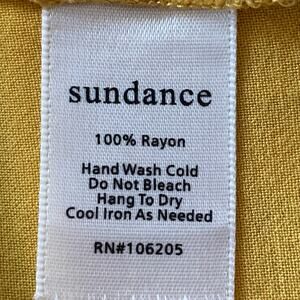 sundance
100% Rayon
Hand Wash Cold
Do Not Bleach
Hang To Dry
Cool Iron As Needed
RN#106205